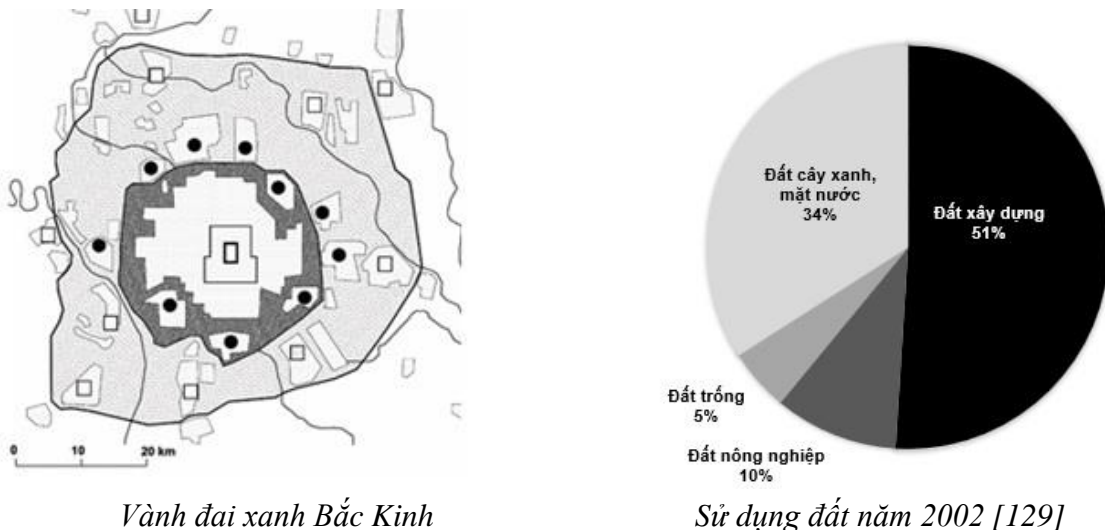 0 10 20 km
Đất cây xanh,
mặt nước
34%
Đất xây dựng
51%
Đất trống
5%
Đất nông nghiệp
10%
Vành đai xanh Bắc Kinh
Sử dụng đất năm 2002 [129]